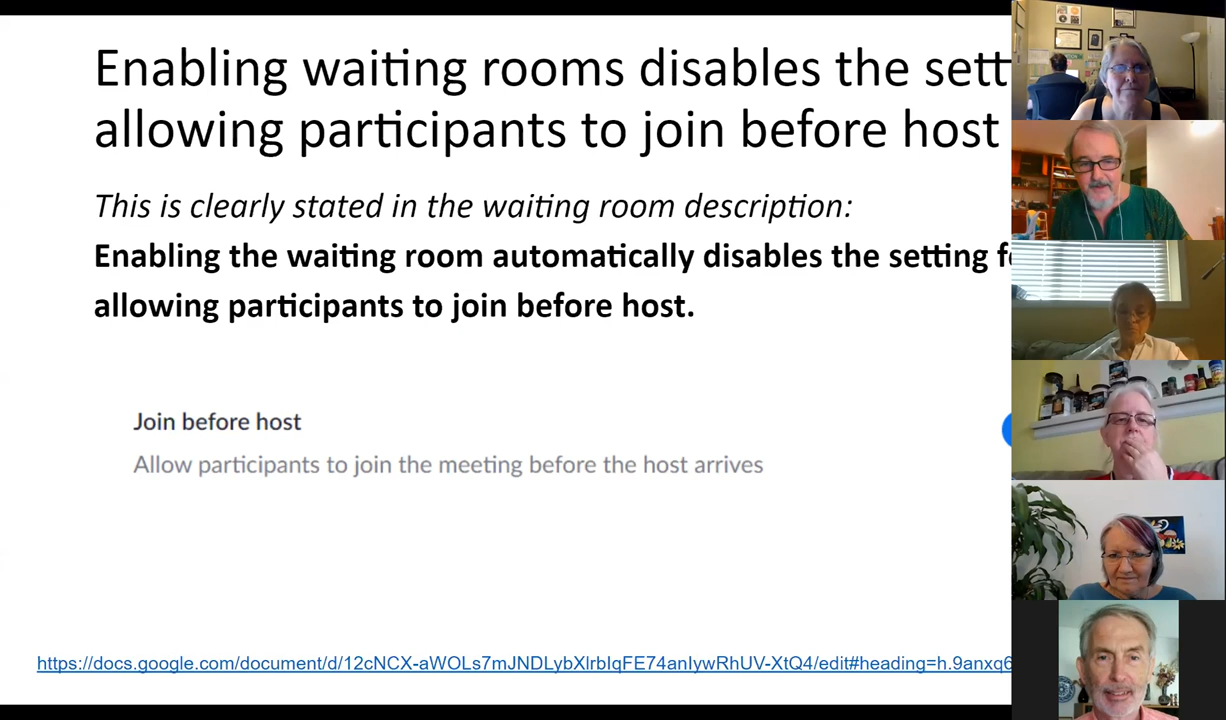 Enabling waiting rooms disables the sett
allowing participants to join before host
This is clearly stated in the waiting room description:
Enabling the waiting room automatically disables the setting f
allowing participants to join before host.
Join before host
Allow participants to join the meeting before the host arrives
https://docs.google.com/document/d/12cNCX-aWOLs7mJNDLybXlrbIqFE74anIywRhUV-XtQ4/edit#heading=h.9anxq6